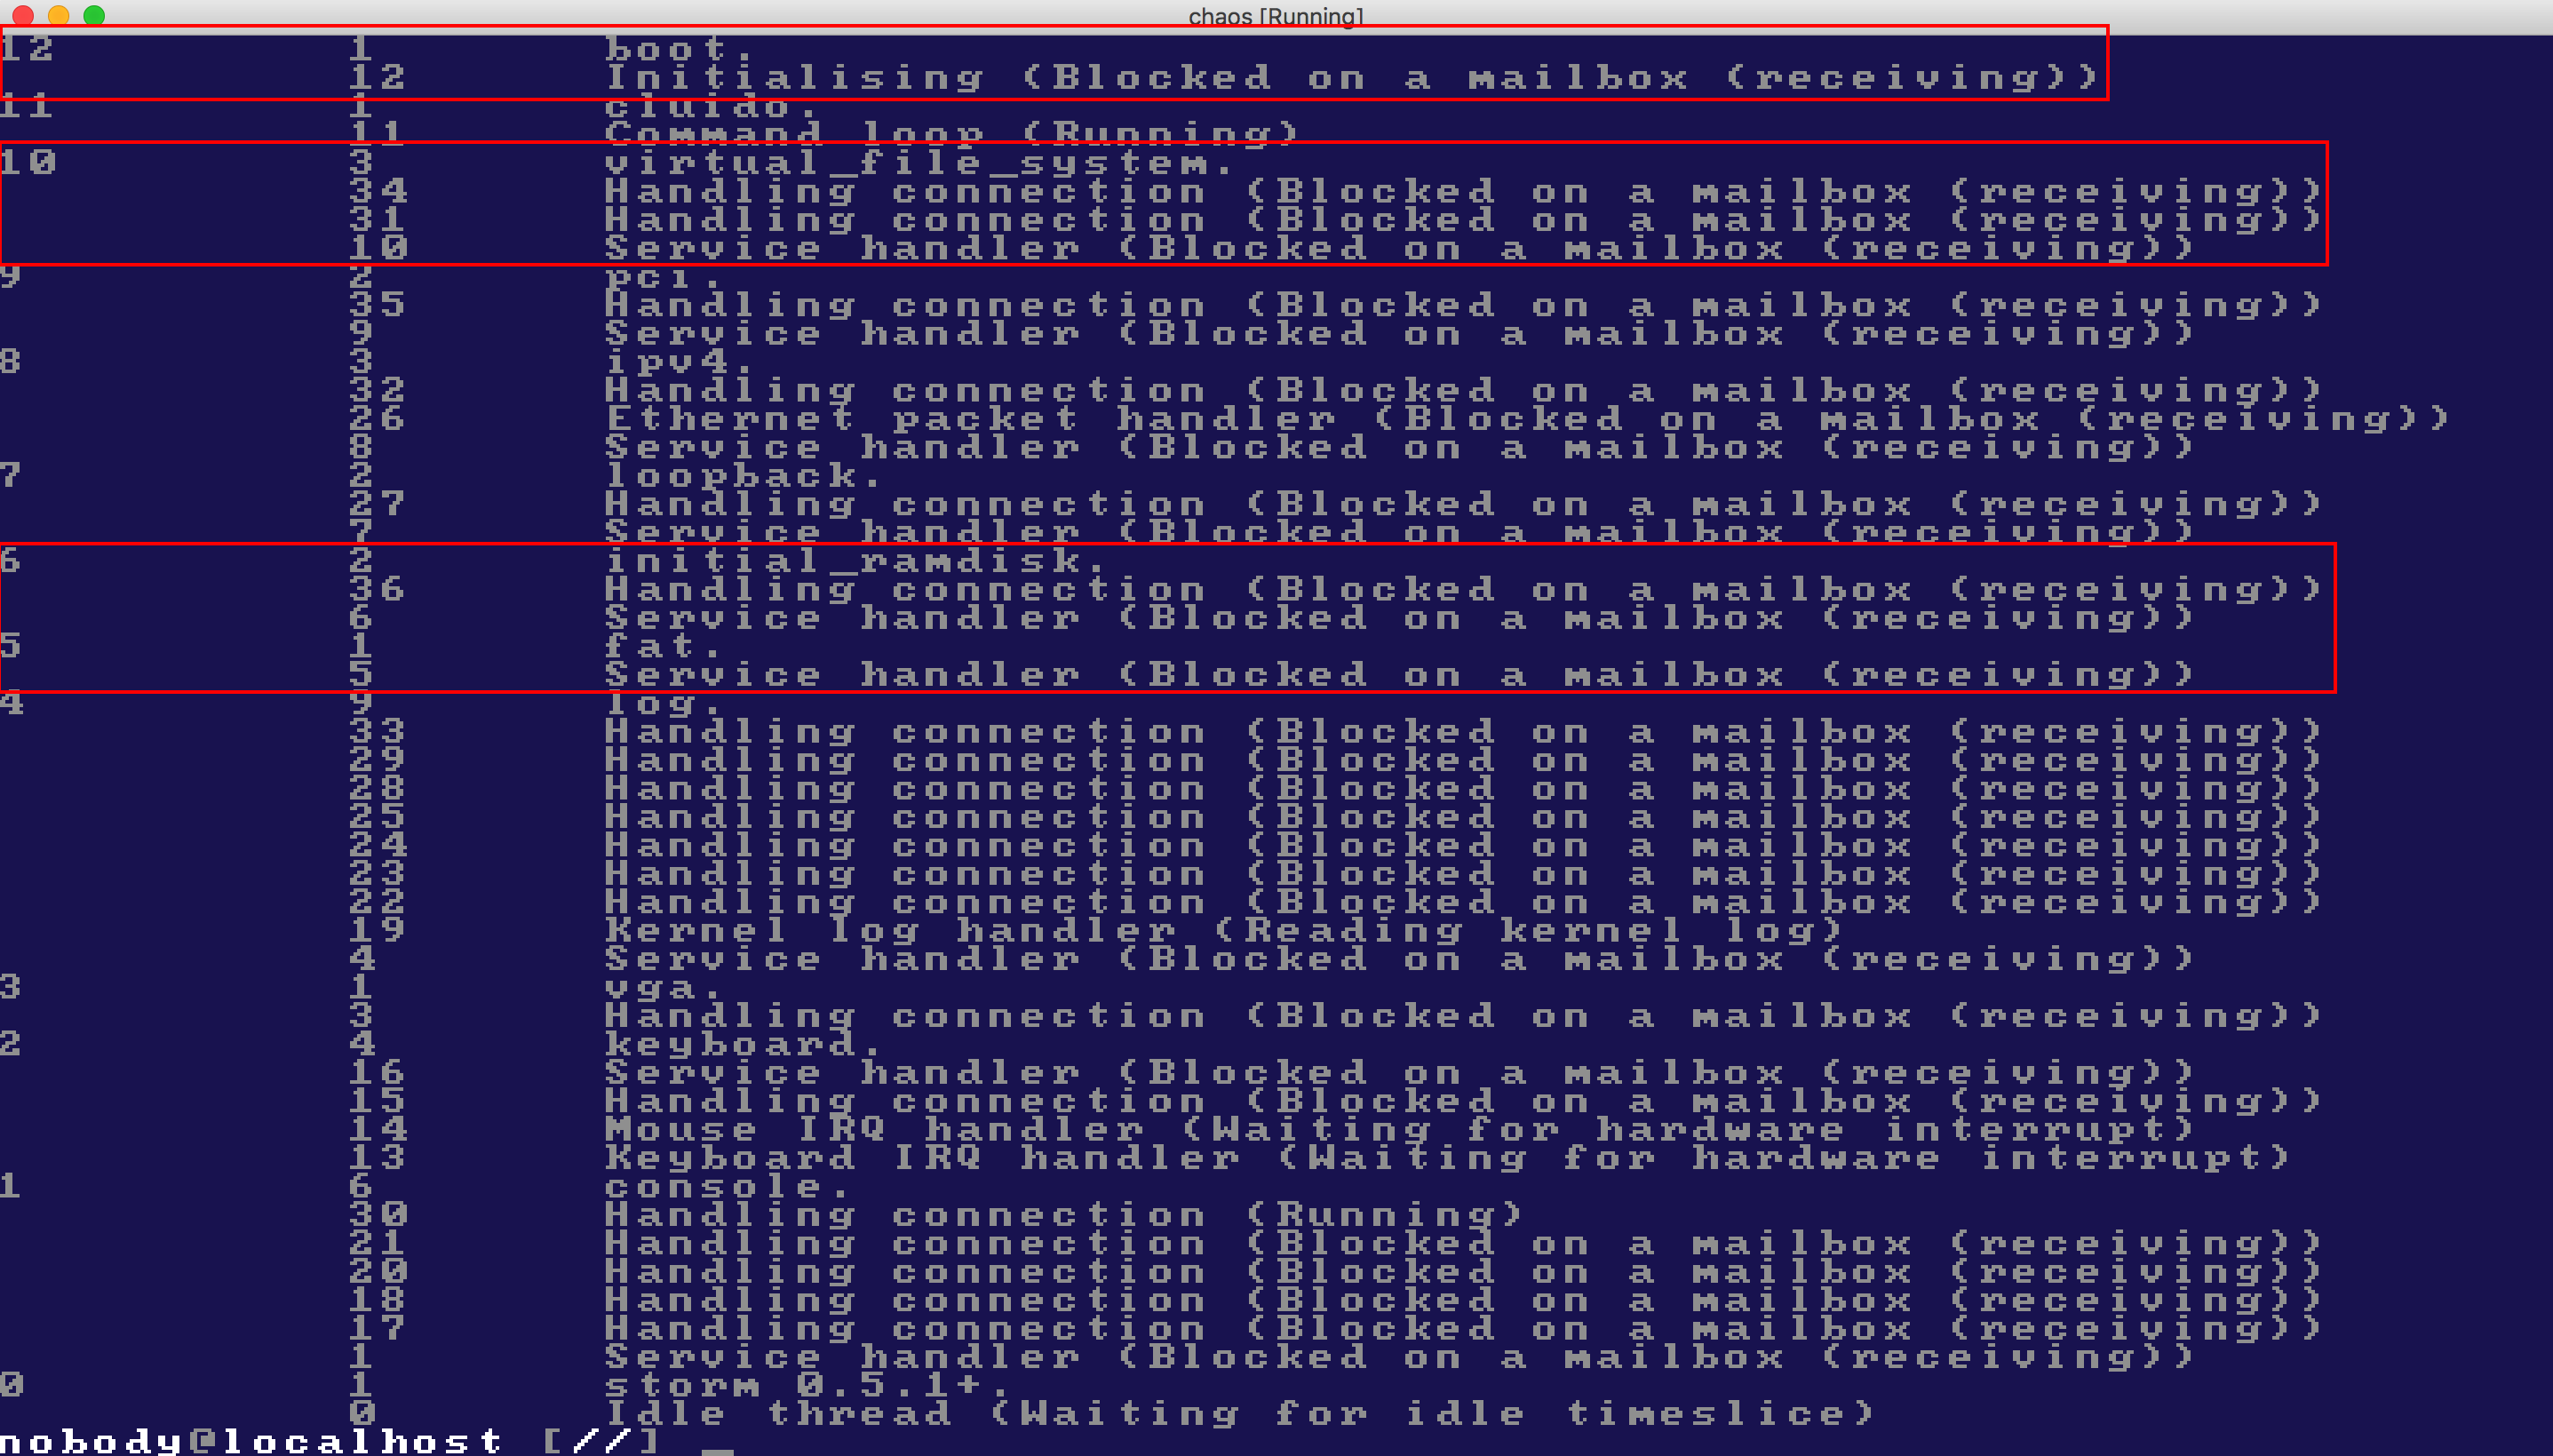 chaos [Running]
12 1 boot.
12 Initialising (Blocked on a mailbox (receiving))
11 1 cluido.
11 Command loop (Running)
10 3 virtual_file_system.
34 Handling connection (Blocked on a mailbox (receiving))
31 Handling connection (Blocked on a mailbox (receiving))
10 Service handler (Blocked on a mailbox (receiving))
9 2 pci.
35 Handling connection (Blocked on a mailbox (receiving))
9 Service handler (Blocked on a mailbox (receiving))
8 3 ipv4.
32 Handling connection (Blocked on a mailbox (receiving))
26 Ethernet packet handler (Blocked on a mailbox (receiving))
8 Service handler (Blocked on a mailbox (receiving))
7 2 loopback.
27 Handling connection (Blocked on a mailbox (receiving))
7 Service handler (Blocked on a mailbox (receiving))
6 2 initial_ramdisk.
36 Handling connection (Blocked on a mailbox (receiving))
6 Service handler (Blocked on a mailbox (receiving))
5 1 fat.
5 Service handler (Blocked on a mailbox (receiving))
4 9 log.
33 Handling connection (Blocked on a mailbox (receiving))
29 Handling connection (Blocked on a mailbox (receiving))
28 Handling connection (Blocked on a mailbox (receiving))
25 Handling connection (Blocked on a mailbox (receiving))
24 Handling connection (Blocked on a mailbox (receiving))
23 Handling connection (Blocked on a mailbox (receiving))
22 Handling connection (Blocked on a mailbox (receiving))
19 Kernel log handler (Reading kernel log)
4 Service handler (Blocked on a mailbox (receiving))
3 1 vga.
3 Handling connection (Blocked on a mailbox (receiving))
2 4 keyboard.
16 Service handler (Blocked on a mailbox (receiving))
15 Handling connection (Blocked on a mailbox (receiving))
14 Mouse IRQ handler (Waiting for hardware interrupt)
13 Keyboard IRQ handler (Waiting for hardware interrupt)
1 6 console.
30 Handling connection (Running)
21 Handling connection (Blocked on a mailbox (receiving))
20 Handling connection (Blocked on a mailbox (receiving))
18 Handling connection (Blocked on a mailbox (receiving))
17 Handling connection (Blocked on a mailbox (receiving))
1 Service handler (Blocked on a mailbox (receiving))
0 1 storm 0.5.1+.
0 Idle thread (Waiting for idle timeslice)
nobody@localhost [//] _